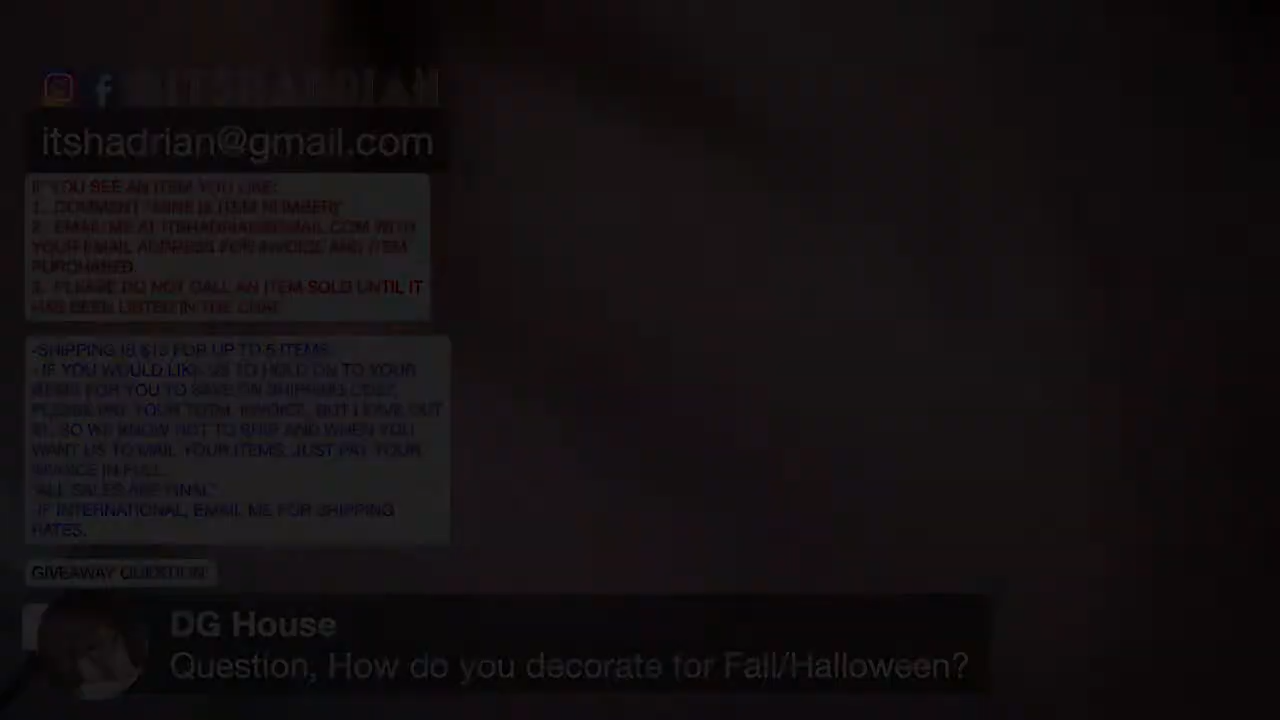 @ITSHADRIAN
itshadrian@gmail.com
IF YOU SEE AN ITEM YOU LIKE:
1. COMMENT "MINE [& ITEM NUMBER]"
2. EMAIL ME AT ITSHADRIAN@GMAIL.COM WITH
YOUR EMAIL ADDRESS FOR INVOICE AND ITEM
PURCHASED.
3. PLEASE DO NOT CALL AN ITEM SOLD UNTIL IT
HAS BEEN LISTED IN THE CHAT.
-SHIPPING IS $15 FOR UP TO 5 ITEMS.
- IF YOU WOULD LIKE US TO HOLD ON TO YOUR
ITEMS FOR YOU TO SAVE ON SHIPPING COST,
PLEASE PAY YOUR TOTAL INVOICE, BUT LEAVE OUT
$1, SO WE KNOW NOT TO SHIP AND WHEN YOU
WANT US TO MAIL YOUR ITEMS, JUST PAY YOUR
INVOICE IN FULL.
*ALL SALES ARE FINAL*
-IF INTERNATIONAL, EMAIL ME FOR SHIPPING
RATES.
GIVEAWAY QUESTION:
DG House
Question, How do you decorate for Fall/Halloween?